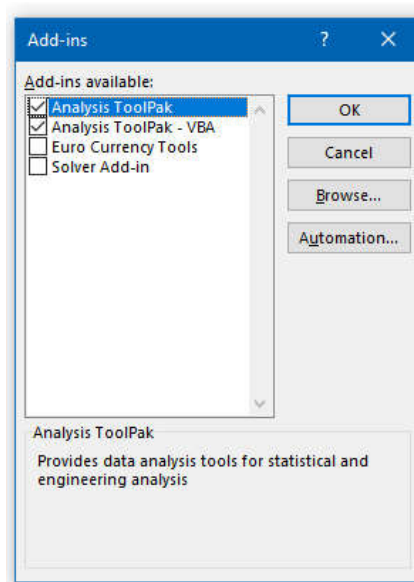 Add-ins
?
Add-ins available:
Analysis ToolPak
Analysis ToolPak - VBA
Euro Currency Tools
Solver Add-in
OK
Cancel
Browse...
Automation...
Analysis ToolPak
Provides data analysis tools for statistical and
engineering analysis